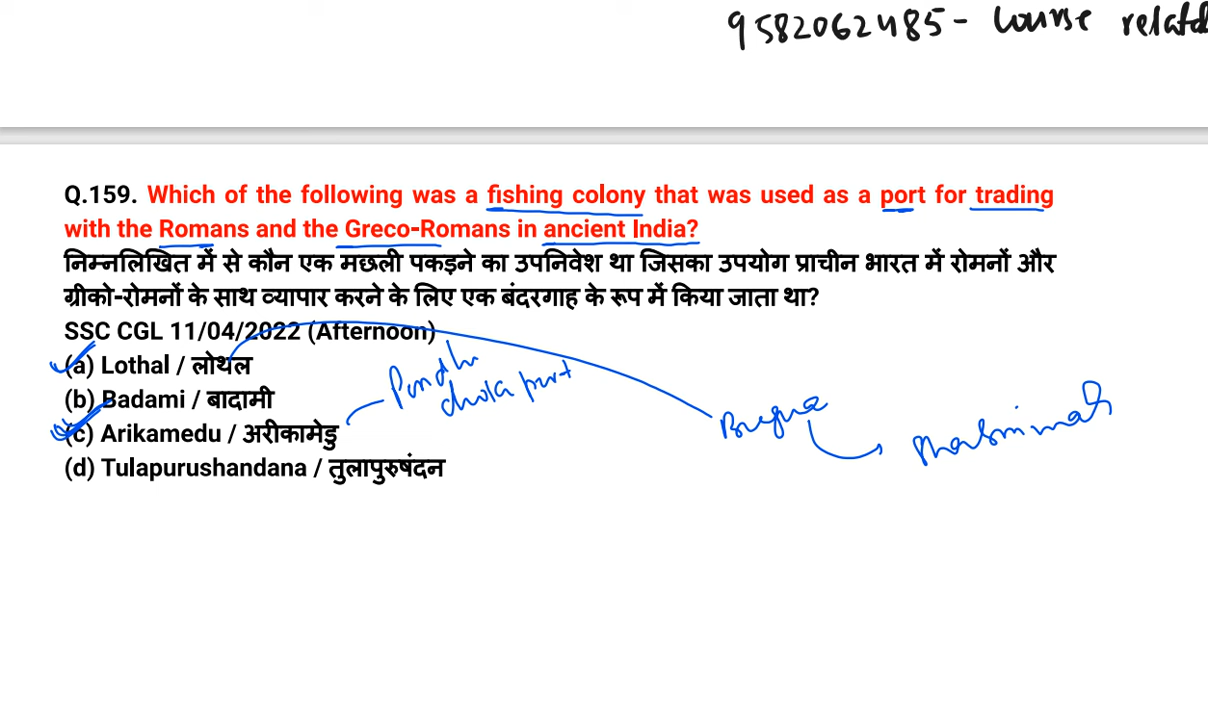 9582062485 - course related
Q.159. Which of the following was a fishing colony that was used as a port for trading
with the Romans and the Greco-Romans in ancient India?
निम्नलिखित में से कौन एक मछली पकड़ने का उपनिवेश था जिसका उपयोग प्राचीन भारत में रोमनों और
ग्रीको-रोमनों के साथ व्यापार करने के लिए एक बंदरगाह के रूप में किया जाता था?
SSC CGL 11/04/2022 (Afternoon)
(a) Lothal / लोथल
(b) Badami / बादामी
(c) Arikamedu / अरीकामेडु
(d) Tulapurushandana / तुलापुरुषंदन
chola port